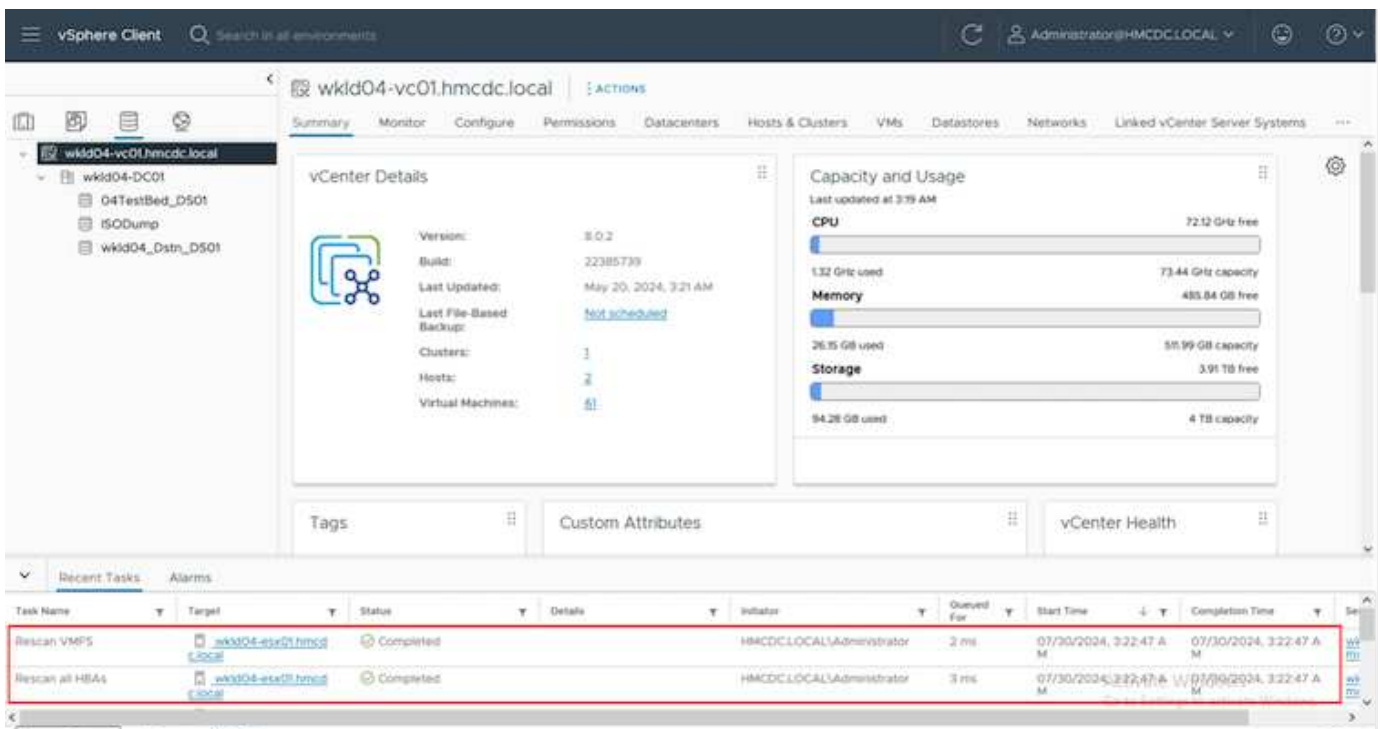 vSphere Client
Search in all environments
Administrator@HMCDC.LOCAL
wkld04-vc01.hmcdc.local
ACTIONS
Summary Monitor Configure Permissions Datacenters Hosts & Clusters VMs Datastores Networks Linked vCenter Server Systems ...
wkld04-vc01.hmcdc.local
wkld04-DC01
04TestBed_DS01
ISODump
wkld04_Dstn_DS01
vCenter Details
Version: 8.0.2
Build: 22385739
Last Updated: May 20, 2024, 3:21 AM
Last File-Based Backup: Not scheduled
Clusters: 1
Hosts: 2
Virtual Machines: 61
Capacity and Usage
Last updated at 3:19 AM
CPU 72.12 GHz free
1.32 GHz used 73.44 GHz capacity
Memory 485.84 GB free
26.15 GB used 511.99 GB capacity
Storage 3.91 TB free
94.28 GB used 4 TB capacity
Tags
Custom Attributes
vCenter Health
Recent Tasks Alarms
Task Name Target Status Details Initiator Queued For Start Time Completion Time Se
Rescan VMFS wkld04-esx01.hmcdc.local Completed HMCDC.LOCAL\Administrator 2 ms 07/30/2024, 3:22:47 AM 07/30/2024, 3:22:47 AM
Rescan all HBAs wkld04-esx01.hmcdc.local Completed HMCDC.LOCAL\Administrator 3 ms 07/30/2024, 3:22:47 AM 07/30/2024, 3:22:47 AM